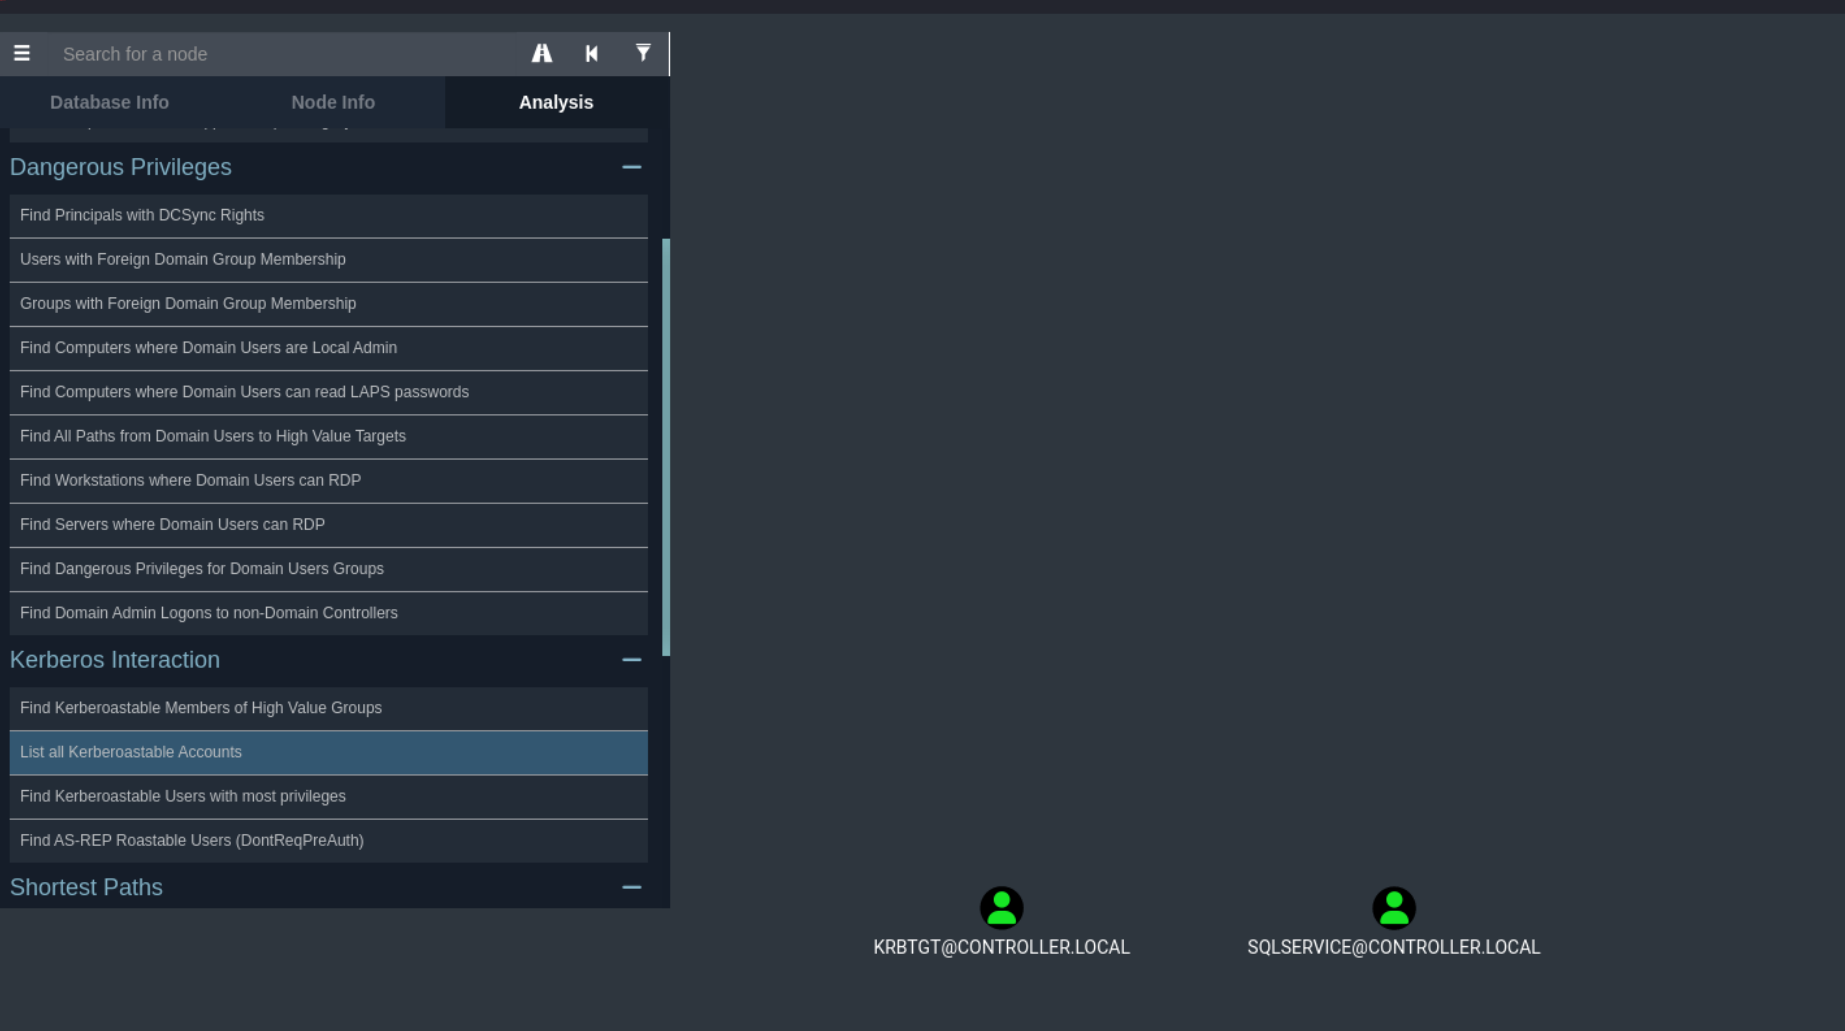 Search for a node
Database Info
Node Info
Analysis
Dangerous Privileges
Find Principals with DCSync Rights
Users with Foreign Domain Group Membership
Groups with Foreign Domain Group Membership
Find Computers where Domain Users are Local Admin
Find Computers where Domain Users can read LAPS passwords
Find All Paths from Domain Users to High Value Targets
Find Workstations where Domain Users can RDP
Find Servers where Domain Users can RDP
Find Dangerous Privileges for Domain Users Groups
Find Domain Admin Logons to non-Domain Controllers
Kerberos Interaction
Find Kerberoastable Members of High Value Groups
List all Kerberoastable Accounts
Find Kerberoastable Users with most privileges
Find AS-REP Roastable Users (DontReqPreAuth)
Shortest Paths
KRBTGT@CONTROLLER.LOCAL
SQLSERVICE@CONTROLLER.LOCAL